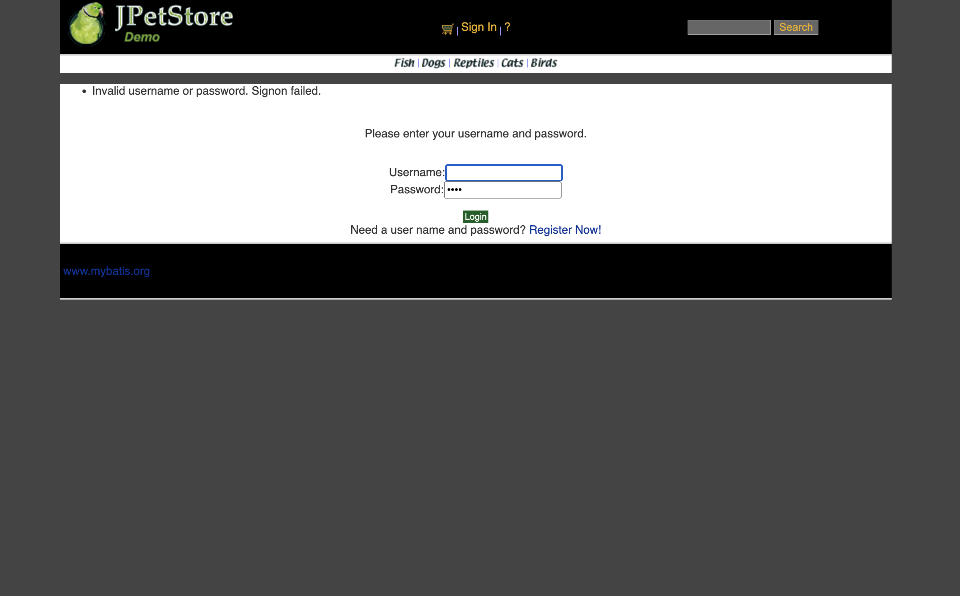 JPetStore
Demo
Sign In | ?
Search
Fish | Dogs | Reptiles | Cats | Birds
• Invalid username or password. Signon failed.
Please enter your username and password.
Username:
Password: ••••
Login
Need a user name and password? Register Now!
www.mybatis.org